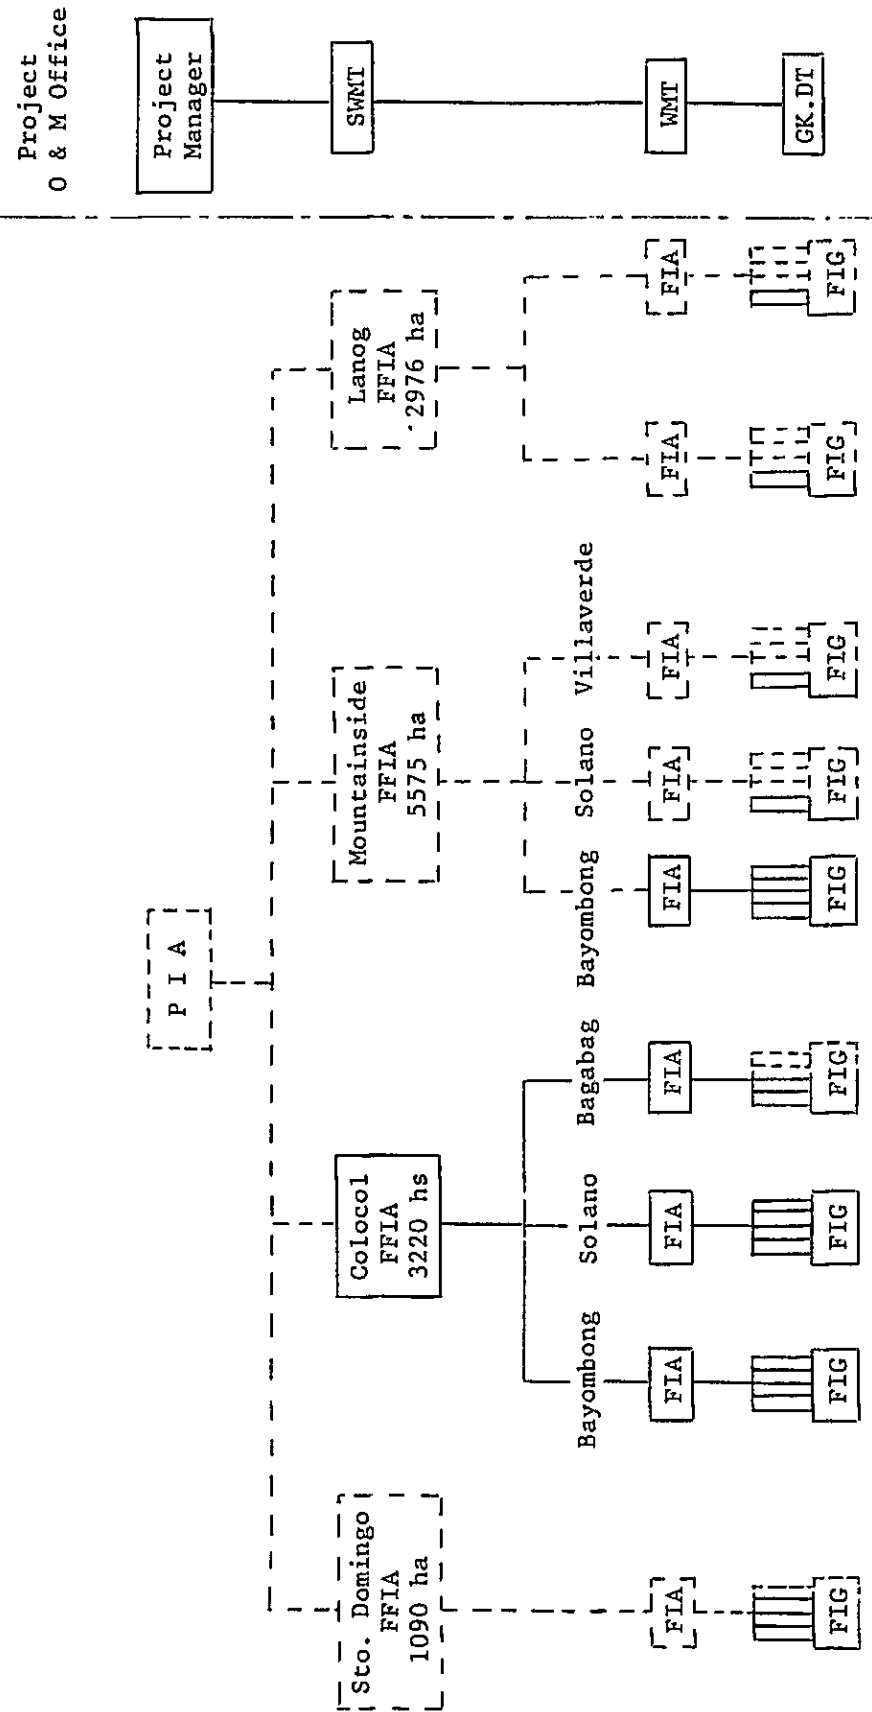 Project
O & M Office
P I A
Project
Manager
Sto. Domingo
FFIA
1090 ha
Colocol
FFIA
3220 hs
Mountainside
FFIA
5575 ha
Lanog
FFIA
2976 ha
SWMT
Bayombong
Solano
Bagabag
Bayombong
Solano
Villaverde
FIA
FIA
FIA
FIA
FIA
FIA
FIA
FIA
FIA
WMT
FIG
FIG
FIG
FIG
FIG
FIG
FIG
FIG
FIG
GK.DT